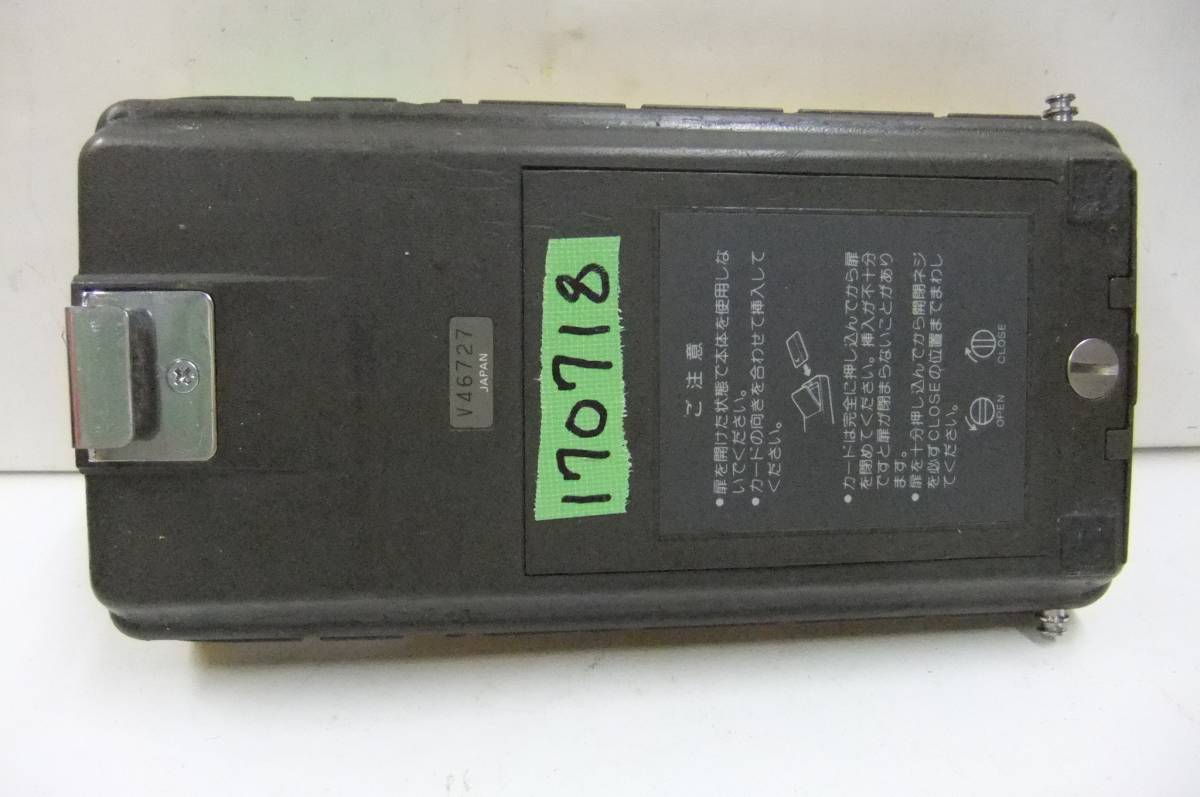 V46727
JAPAN
170718
ご注意
●扉を開けた状態で本体を使用しな
いでください。
●カードの向きを合わせて挿入して
ください。
●カードは完全に押し込んでから扉
を閉めてください。挿入が不十分
ですと扉が閉まらないことがあり
ます。
●扉を十分押し込んでから開閉ネジ
を必ずCLOSEの位置までまわし
てください。
OPEN
CLOSE